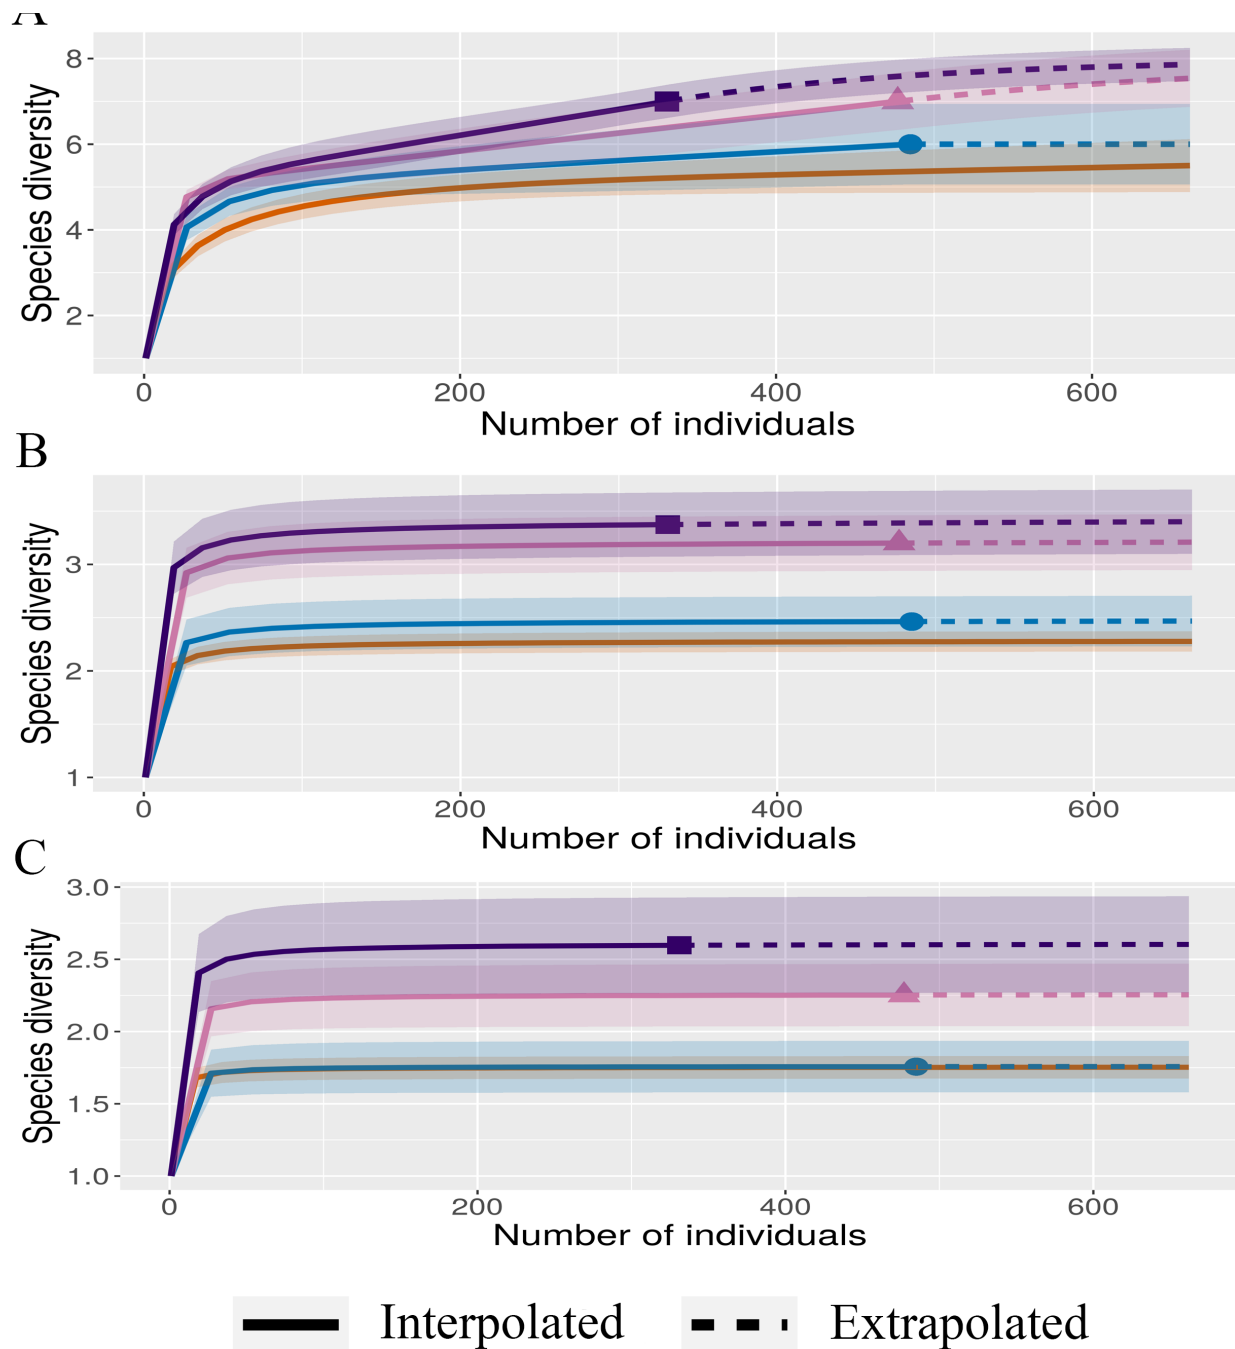 A
8
6
4
2
Species diversity
0 200 400 600
Number of individuals
B
3
2
1
Species diversity
0 200 400 600
Number of individuals
C
3.0
2.5
2.0
1.5
1.0
Species diversity
0 200 400 600
Number of individuals
Interpolated Extrapolated